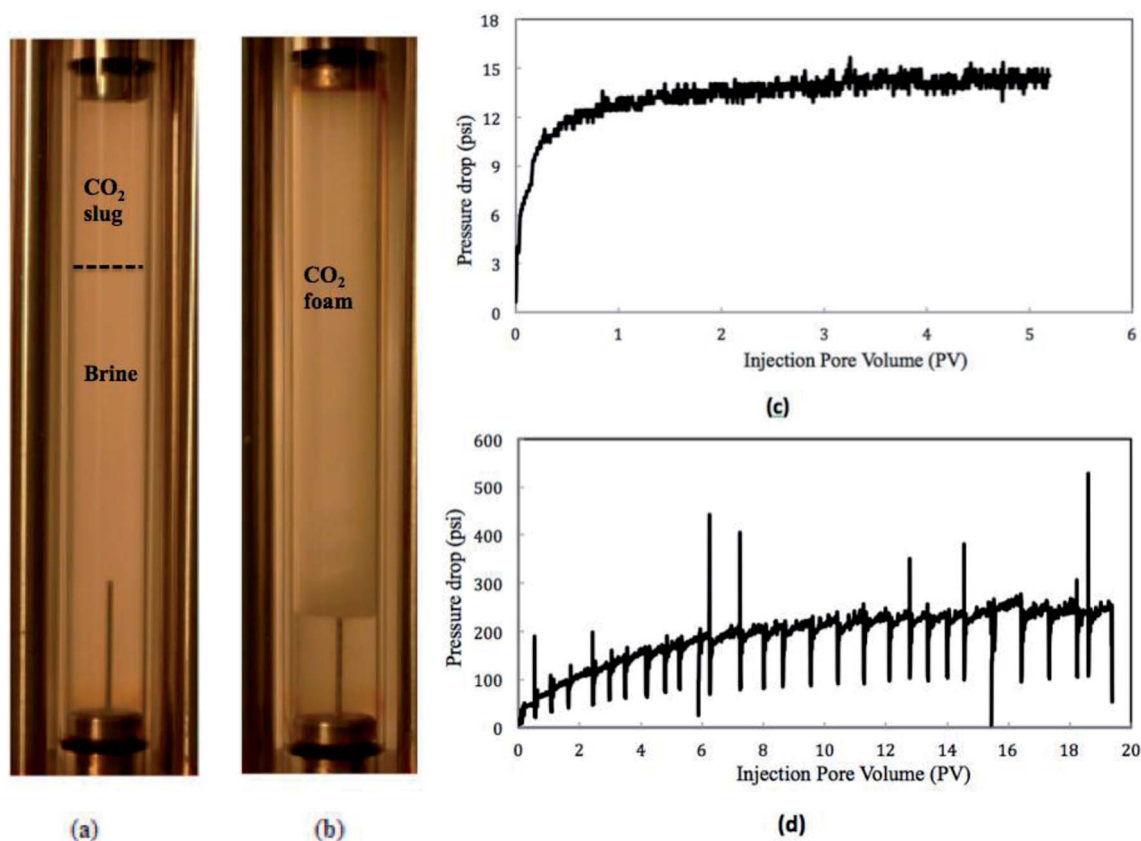 CO₂
slug
Brine
(a)
CO₂
foam
(b)
18
15
12
9
6
3
0
Pressure drop (psi)
0 1 2 3 4 5 6
Injection Pore Volume (PV)
(c)
600
500
400
300
200
100
0
Pressure drop (psi)
0 2 4 6 8 10 12 14 16 18 20
Injection Pore Volume (PV)
(d)